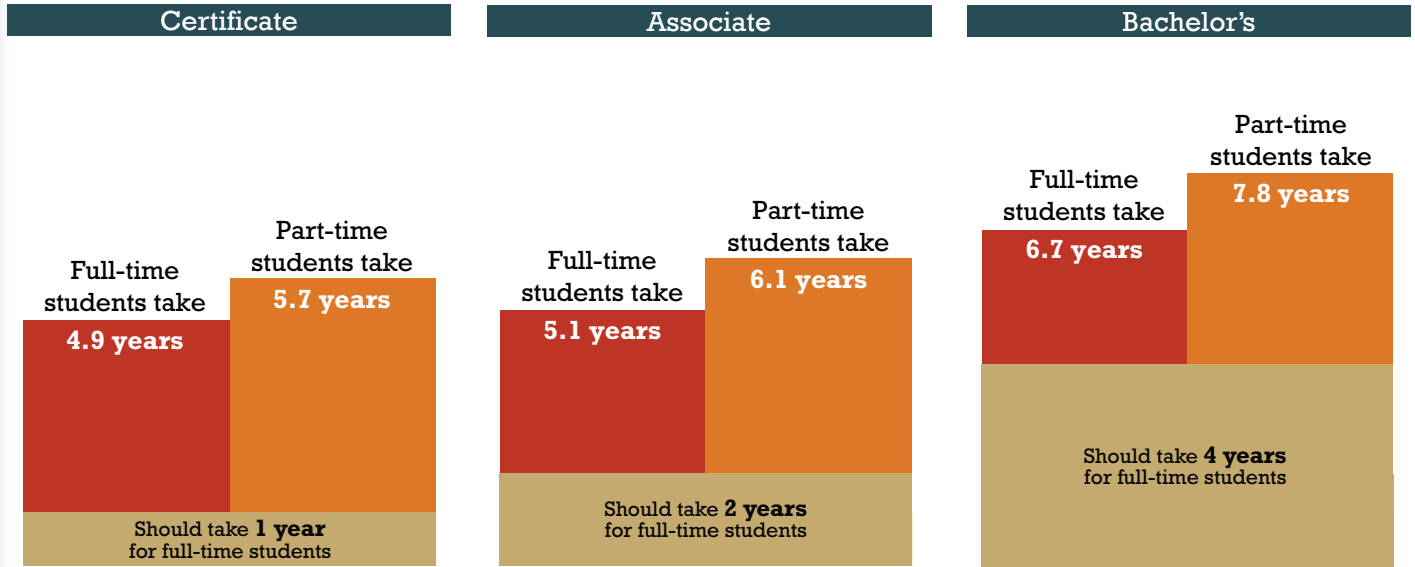 Certificate
Full-time
students take
4.9 years
Part-time
students take
5.7 years
Should take 1 year
for full-time students
Associate
Full-time
students take
5.1 years
Part-time
students take
6.1 years
Should take 2 years
for full-time students
Bachelor's
Full-time
students take
6.7 years
Part-time
students take
7.8 years
Should take 4 years
for full-time students